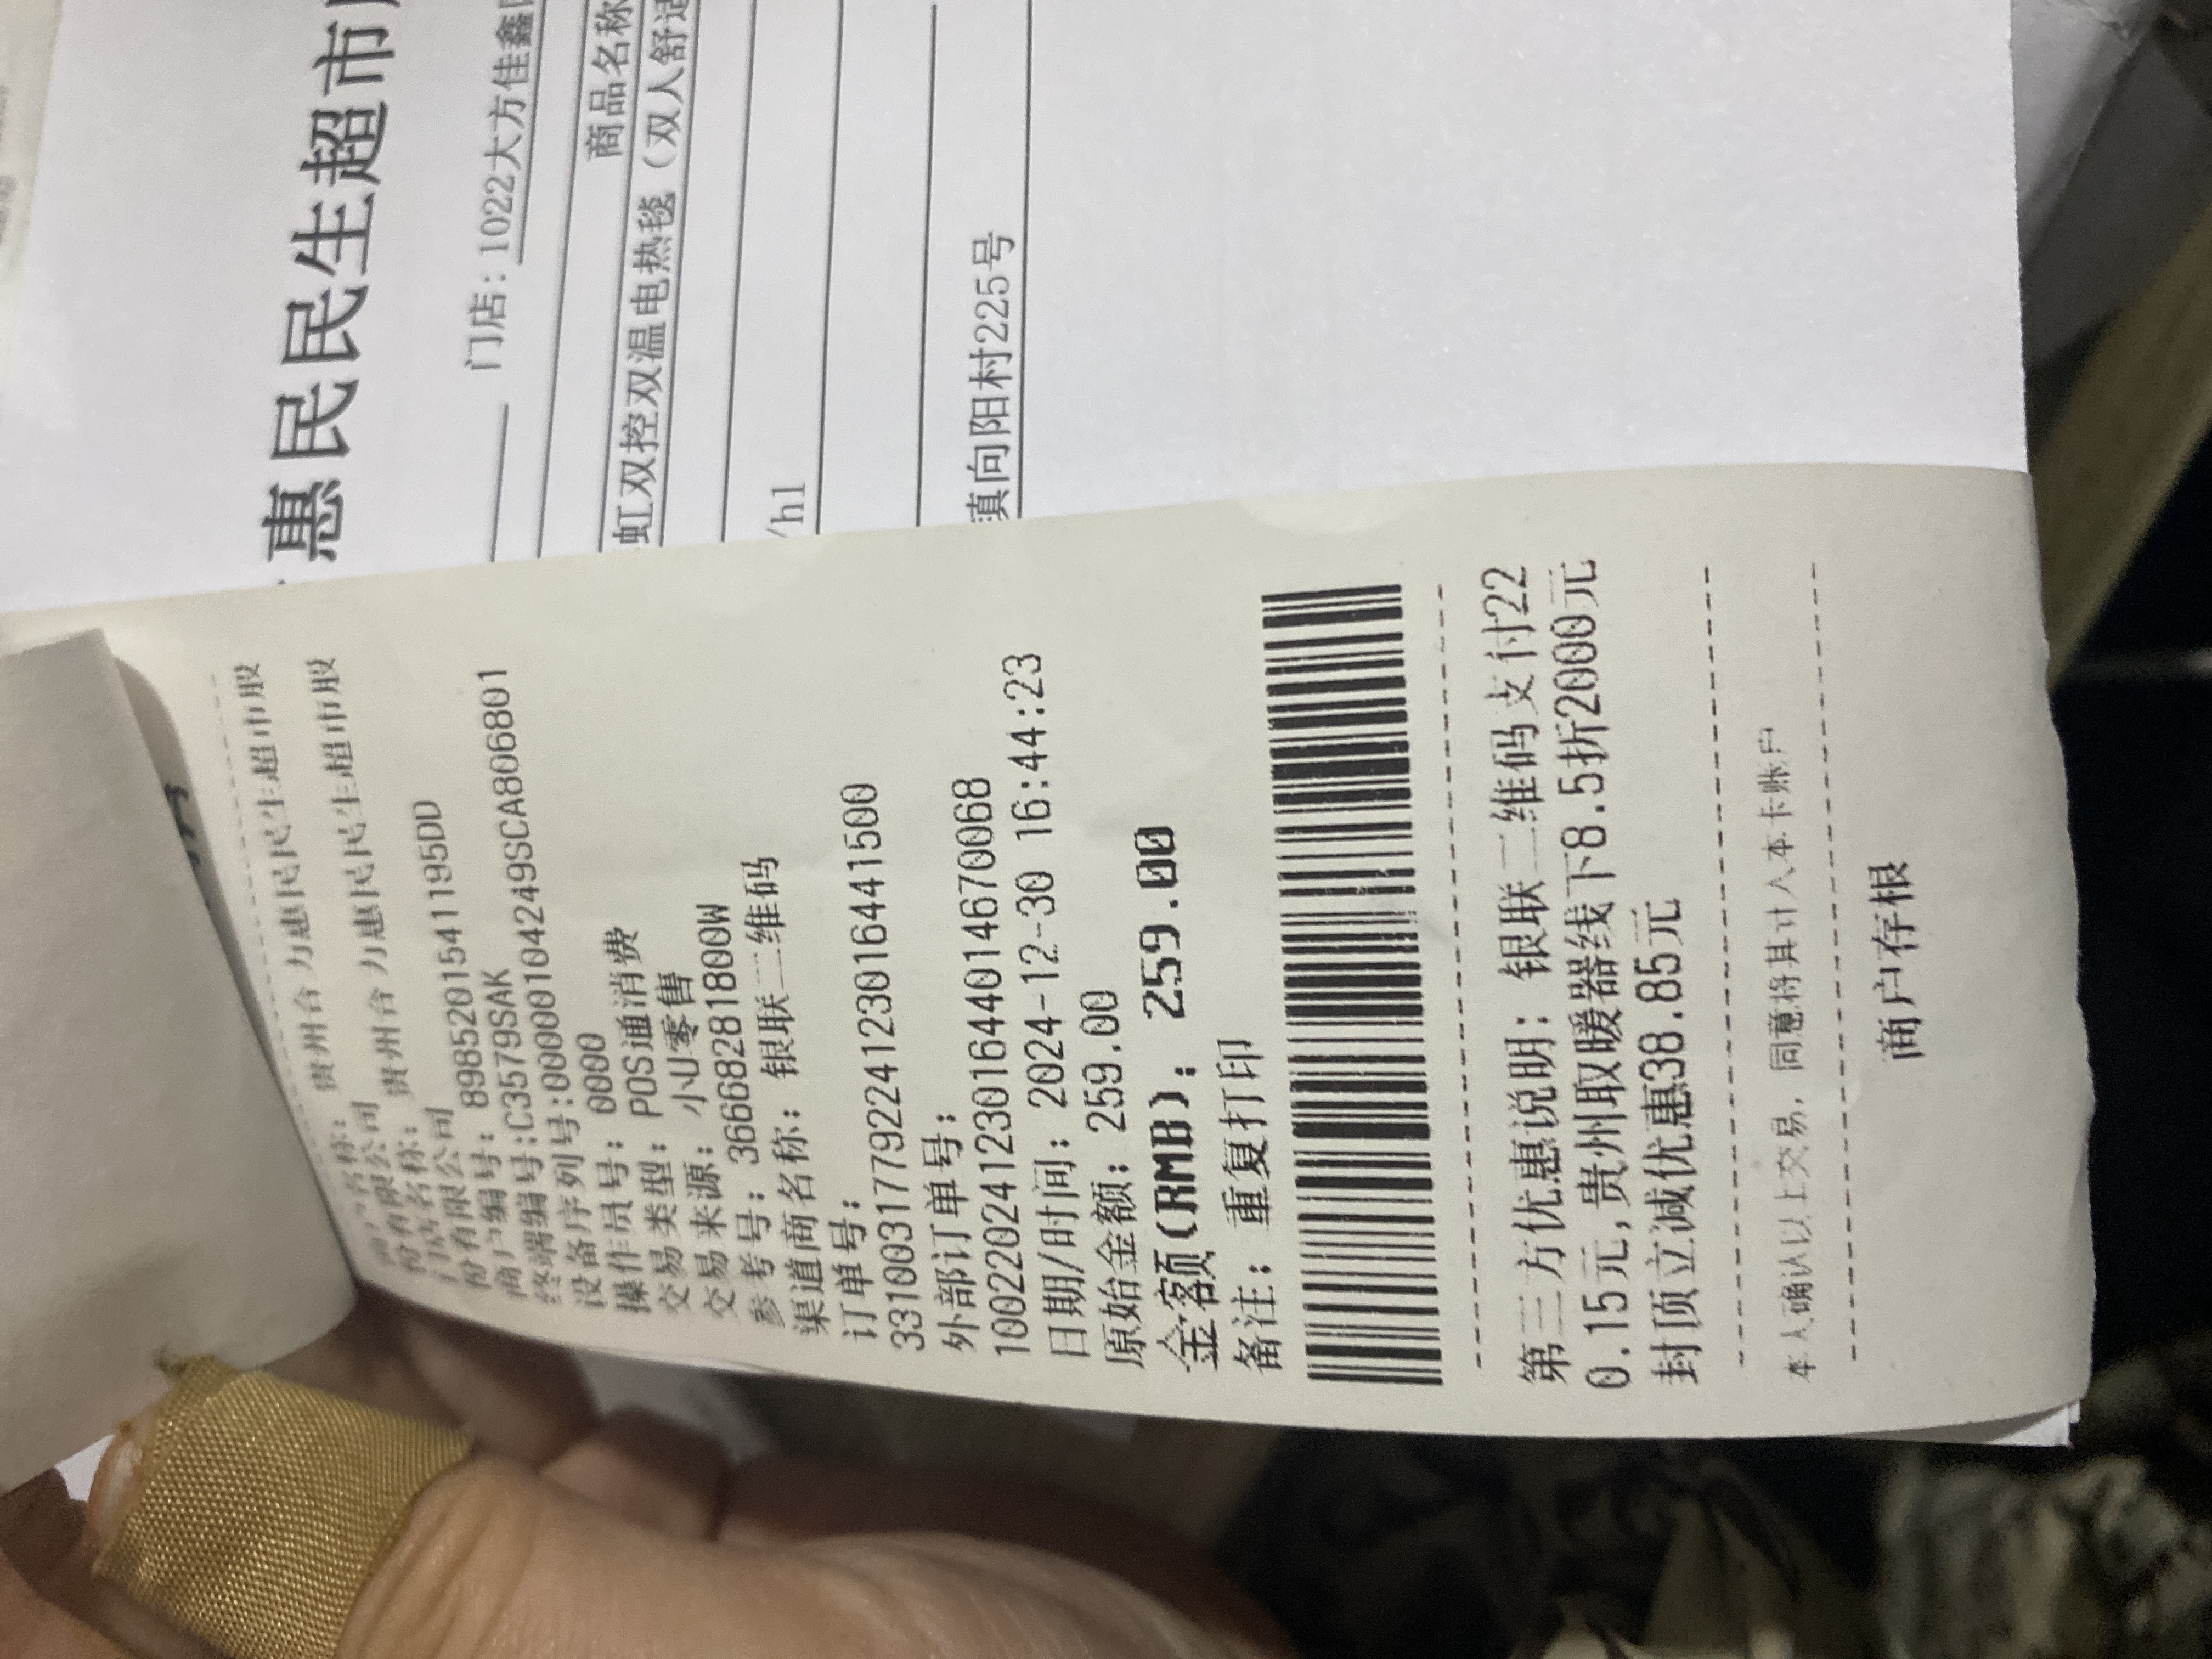 惠民民生超市
门店：1022大方佳鑫
商品名称
虹双控双温电热毯（双人舒适
/hl
镇向阳村225号
商户名称： 贵州合力惠民民生超市股
份有限公司
门店名称： 贵州合力惠民民生超市股
份有限公司
商户编号： 89852015411195DD
终端编号:C3579SAK
设备序列号:00000104249SCA806801
操作员号： 0000
交易类型： POS通消费
交易来源： 小U零售
参考号： 36668281800W
渠道商名称： 银联二维码
订单号：
33100317792241230164441500
外部订单号：
1002202412301644014670068
日期/时间：2024-12-30 16:44:23
原始金额：259.00
金额(RMB)：259.00
备注：重复打印
第三方优惠说明：银联二维码支付22
0.15元,贵州取暖器线下8.5折2000元
封顶立减优惠38.85元
本人确认以上交易，同意将其计入本卡账户
商户存根